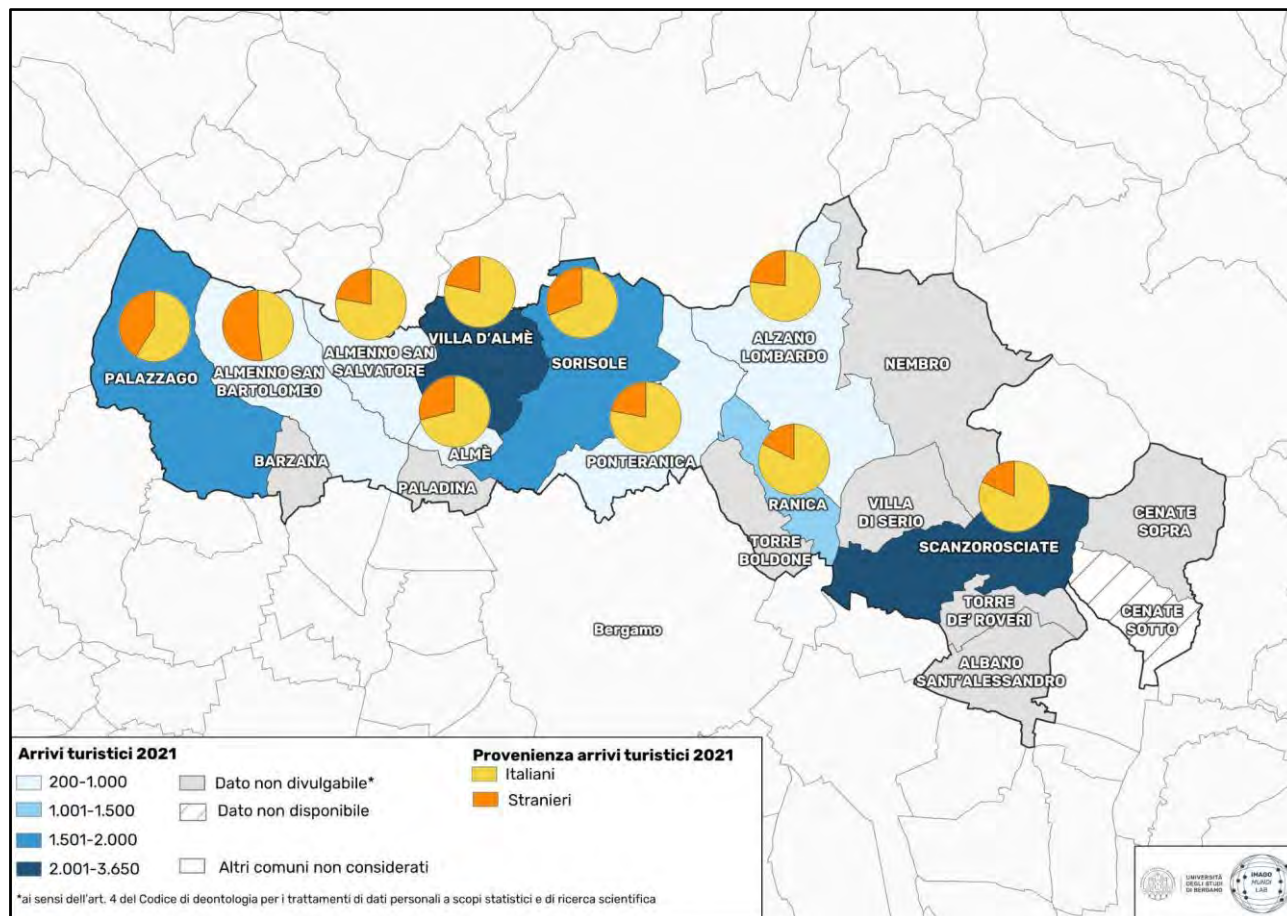 VILLA D'ALMÈ
ALZANO
LOMBARDO
ALMENNO SAN
SALVATORE
SORISOLE
NEMBRO
PALAZZAGO
ALMENNO SAN
BARTOLOMEO
BARZANA
ALMÈ
PONTERANICA
PALADINA
RANICA
VILLA
DI SERIO
CENATE
SOPRA
TORRE
BOLDONE
SCANZOROSCIATE
TORRE
DE' ROVERI
CENATE
SOTTO
Bergamo
ALBANO
SANT'ALESSANDRO
Arrivi turistici 2021
200-1.000
1.001-1.500
1.501-2.000
2.001-3.650
Dato non divulgabile*
Dato non disponibile
Altri comuni non considerati
Provenienza arrivi turistici 2021
Italiani
Stranieri
*ai sensi dell'art. 4 del Codice di deontologia per i trattamenti di dati personali a scopi statistici e di ricerca scientifica
UNIVERSITÀ
DEGLI STUDI
DI BERGAMO
IMAGO
MUNDI
LAB